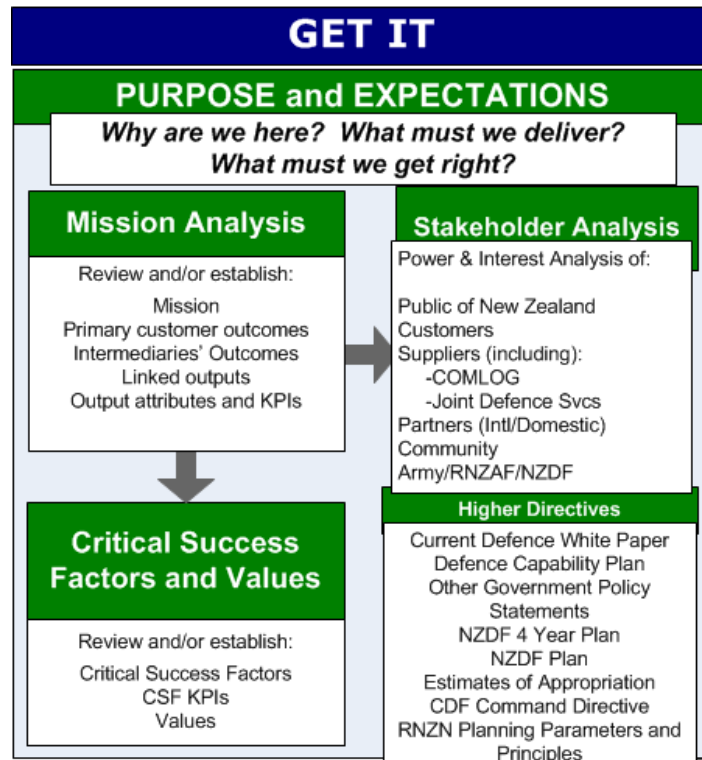 GET IT
PURPOSE and EXPECTATIONS
Why are we here? What must we deliver?
What must we get right?
Mission Analysis
Review and/or establish:
Mission
Primary customer outcomes
Intermediaries' Outcomes
Linked outputs
Output attributes and KPIs
Stakeholder Analysis
Power & Interest Analysis of:
Public of New Zealand
Customers
Suppliers (including):
-COMLOG
-Joint Defence Svcs
Partners (Intl/Domestic)
Community
Army/RNZAF/NZDF
Critical Success
Factors and Values
Review and/or establish:
Critical Success Factors
CSF KPIs
Values
Higher Directives
Current Defence White Paper
Defence Capability Plan
Other Government Policy
Statements
NZDF 4 Year Plan
NZDF Plan
Estimates of Appropriation
CDF Command Directive
RNZN Planning Parameters and
Principles